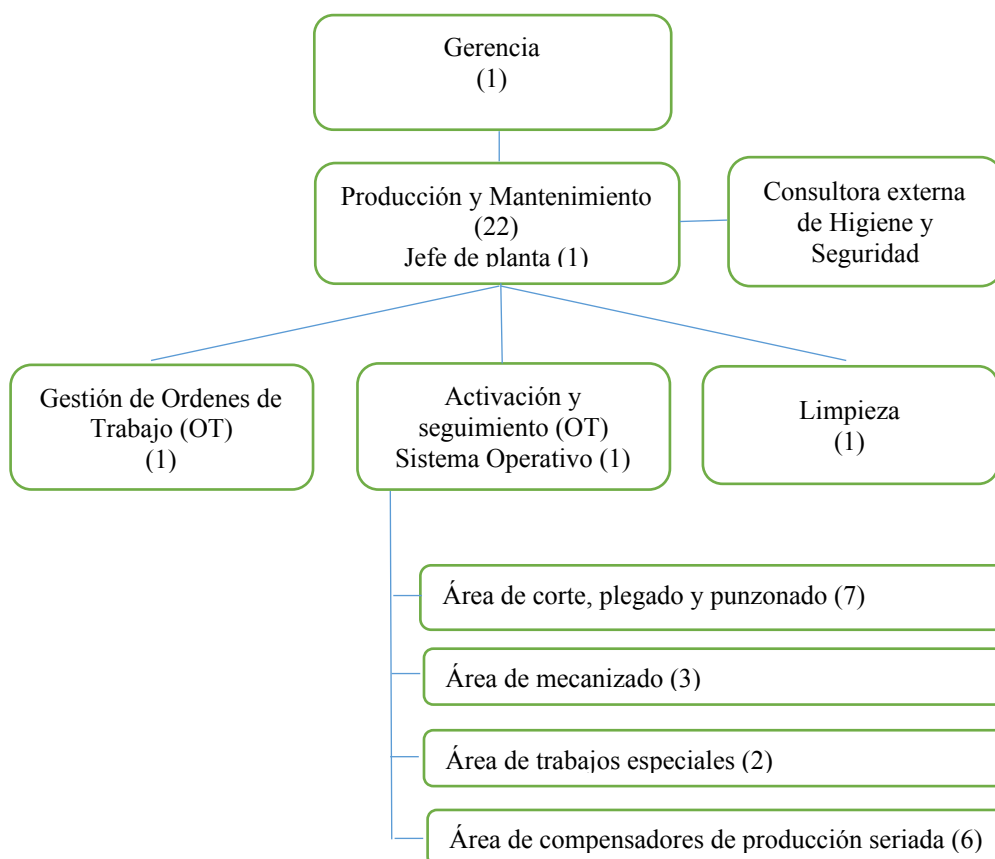 Gerencia
(1)
Producción y Mantenimiento
(22)
Jefe de planta (1)
Consultora externa
de Higiene y
Seguridad
Gestión de Ordenes de
Trabajo (OT)
(1)
Activación y
seguimiento (OT)
Sistema Operativo (1)
Limpieza
(1)
Área de corte, plegado y punzonado (7)
Área de mecanizado (3)
Área de trabajos especiales (2)
Área de compensadores de producción seriada (6)